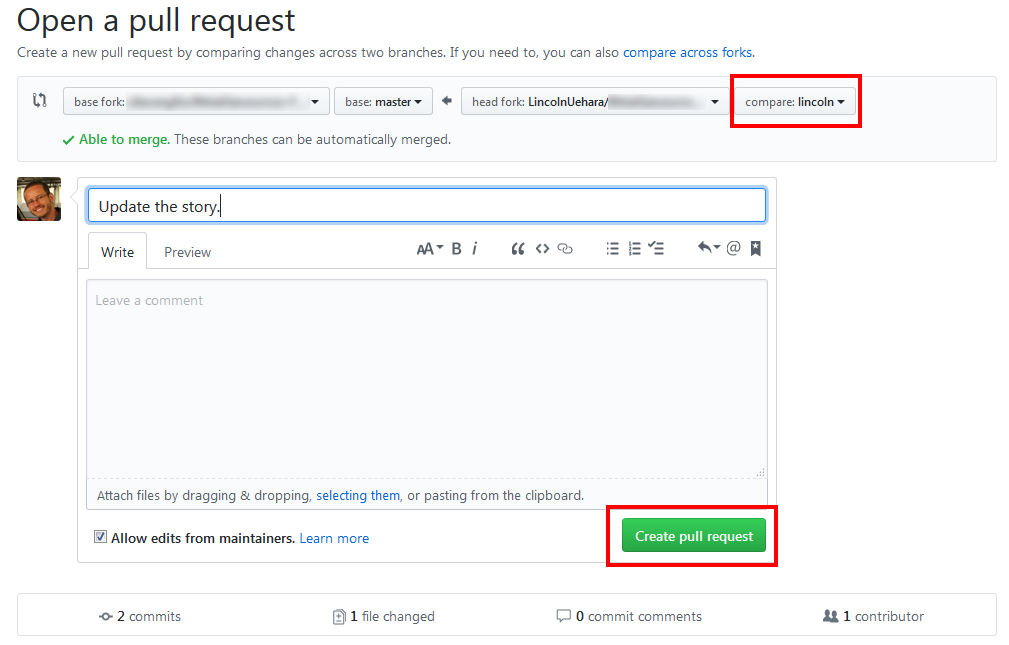 Open a pull request
Create a new pull request by comparing changes across two branches. If you need to, you can also compare across forks.
base fork: base: master head fork: LincolnUehara/ compare: lincoln
Able to merge. These branches can be automatically merged.
Update the story.
Write Preview AA B i
Leave a comment
Attach files by dragging & dropping, selecting them, or pasting from the clipboard.
Allow edits from maintainers. Learn more Create pull request
2 commits 1 file changed 0 commit comments 1 contributor